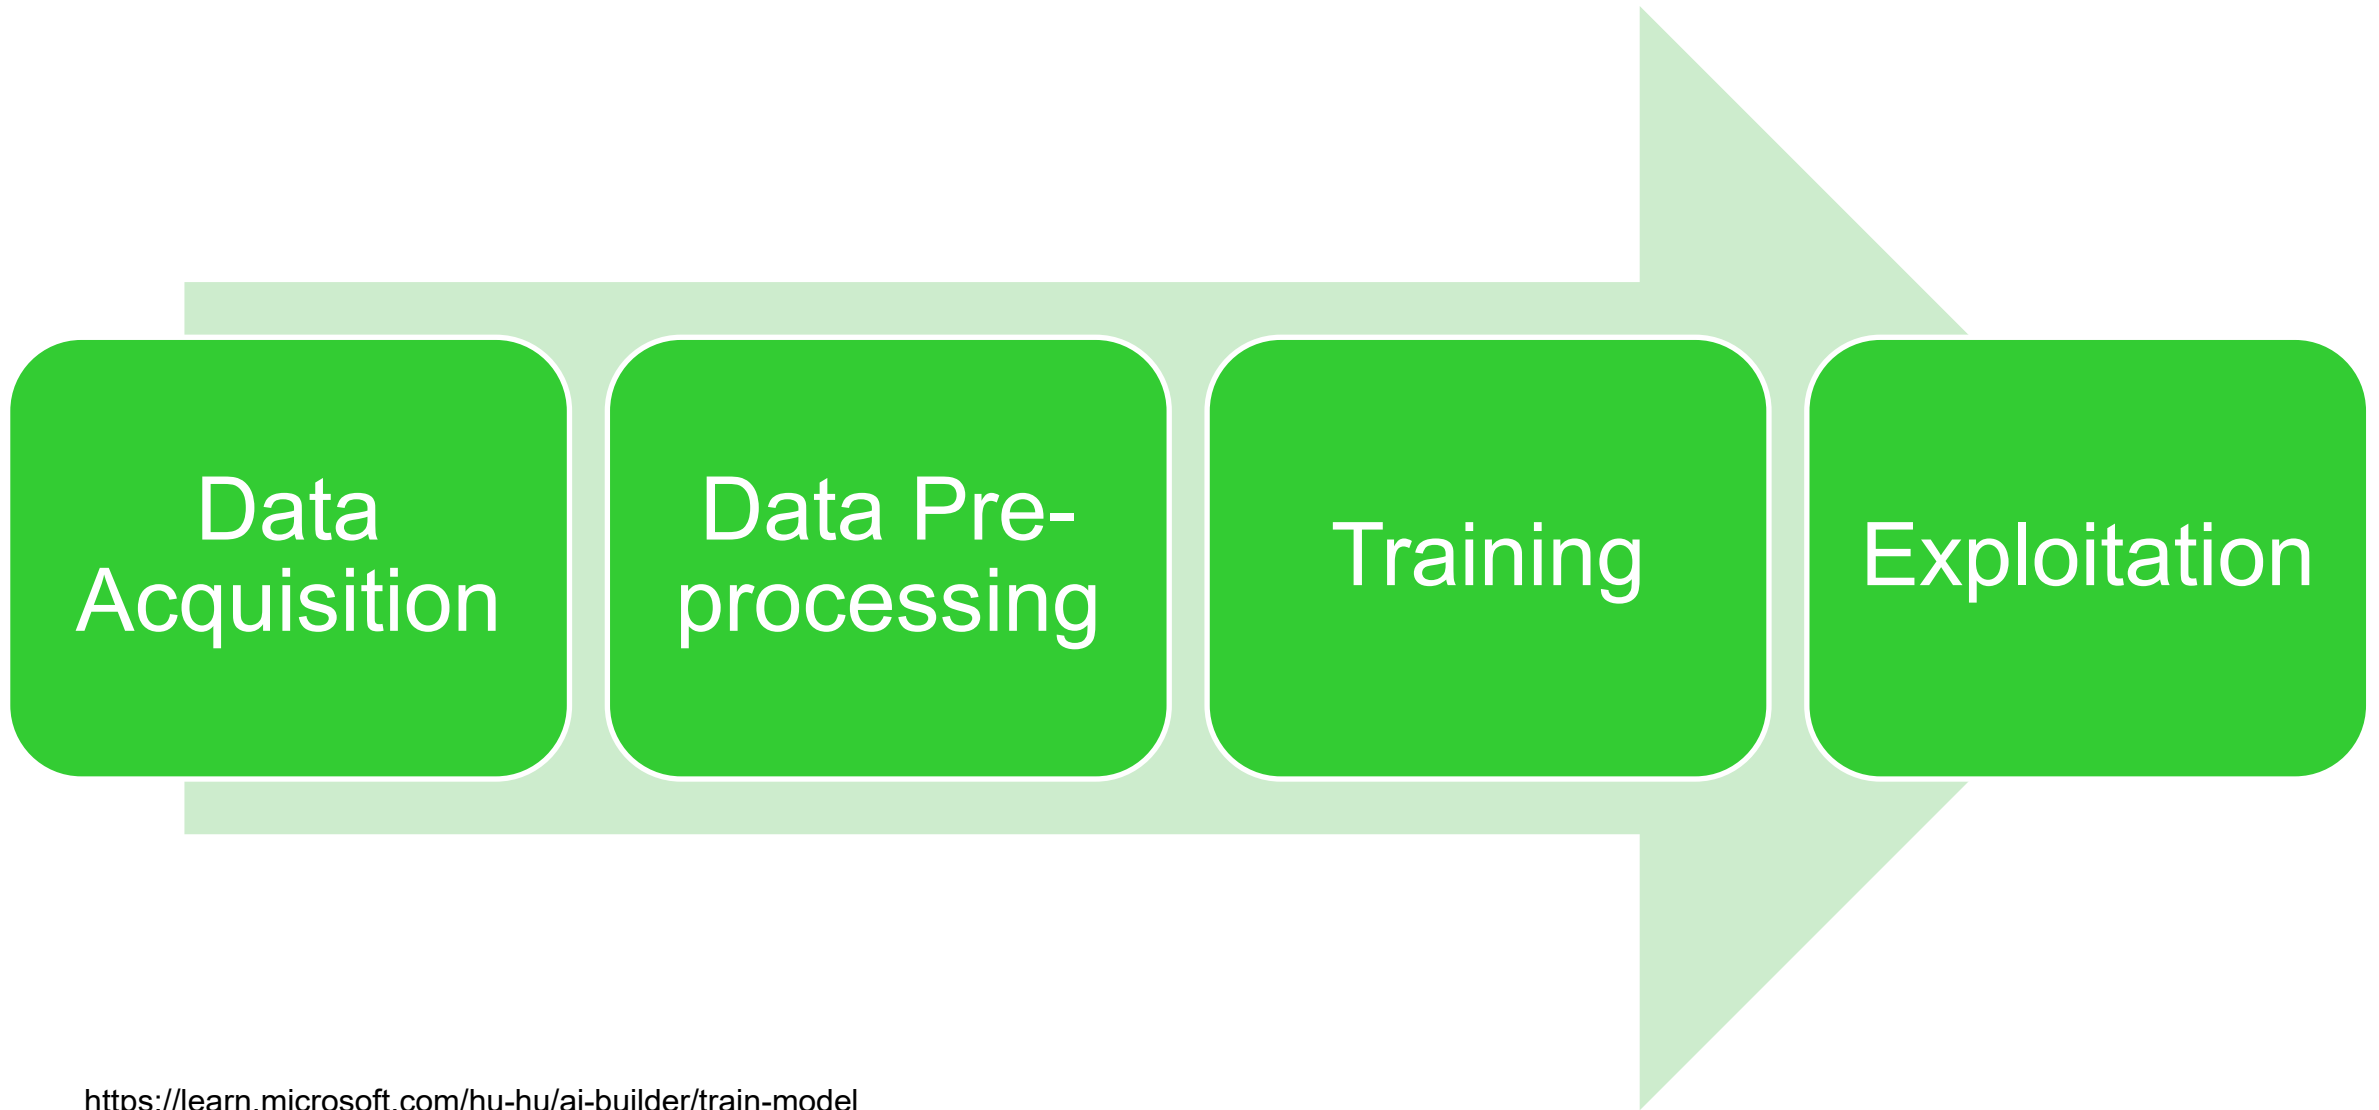 Data
Acquisition
Data Pre-
processing
Training
Exploitation
https://learn.microsoft.com/hu-hu/ai-builder/train-model